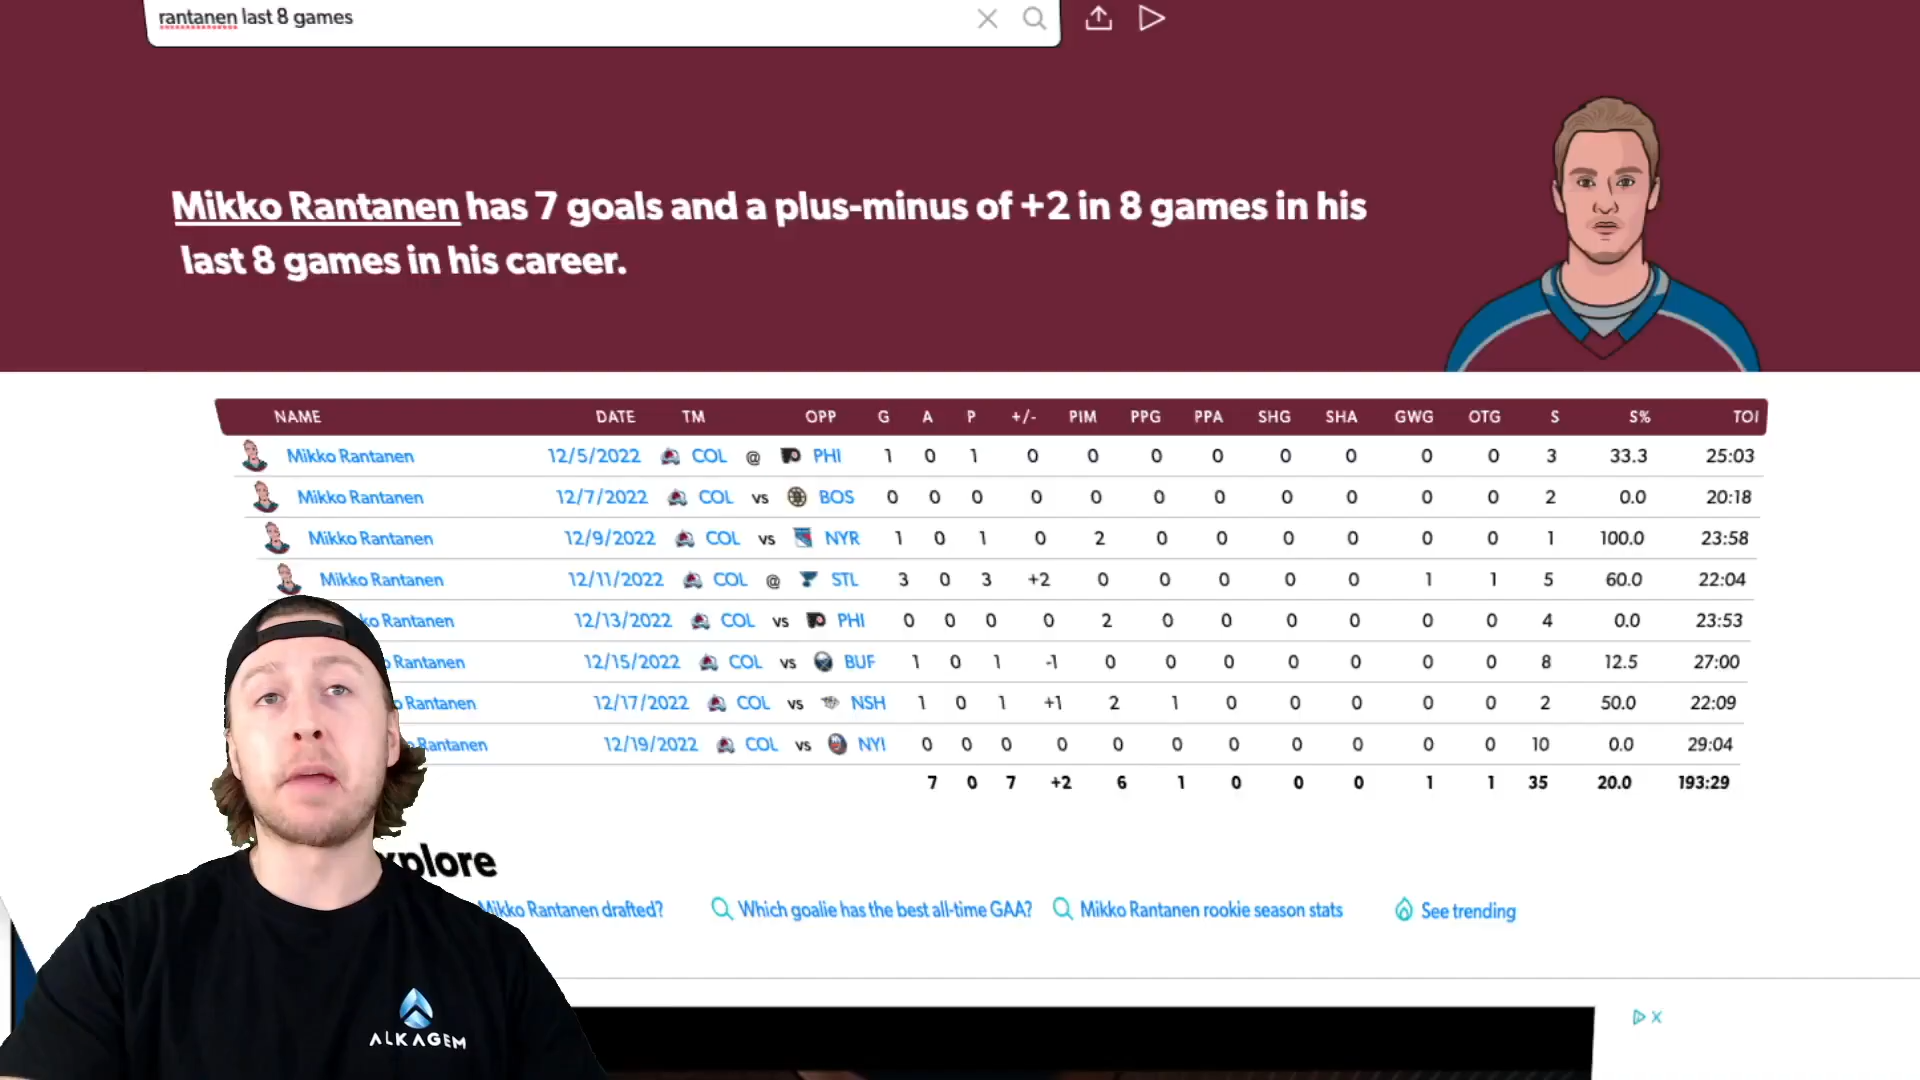 rantanen last 8 games
Mikko Rantanen has 7 goals and a plus-minus of +2 in 8 games in his
last 8 games in his career.
NAME DATE TM OPP G A P +/- PIM PPG PPA SHG SHA GWG OTG S S% TOI
Mikko Rantanen 12/5/2022 COL @ PHI 1 0 1 0 0 0 0 0 0 0 0 3 33.3 25:03
Mikko Rantanen 12/7/2022 COL vs BOS 0 0 0 0 0 0 0 0 0 0 0 2 0.0 20:18
Mikko Rantanen 12/9/2022 COL vs NYR 1 0 1 0 2 0 0 0 0 0 0 1 100.0 23:58
Mikko Rantanen 12/11/2022 COL @ STL 3 0 3 +2 0 0 0 0 0 1 1 5 60.0 22:04
ko Rantanen 12/13/2022 COL vs PHI 0 0 0 0 2 0 0 0 0 0 0 4 0.0 23:53
Rantanen 12/15/2022 COL vs BUF 1 0 1 -1 0 0 0 0 0 0 0 8 12.5 27:00
Rantanen 12/17/2022 COL vs NSH 1 0 1 +1 2 1 0 0 0 0 0 2 50.0 22:09
Rantanen 12/19/2022 COL vs NYI 0 0 0 0 0 0 0 0 0 0 0 10 0.0 29:04
7 0 7 +2 6 1 0 0 0 1 1 35 20.0 193:29
xplore
Mikko Rantanen drafted? Which goalie has the best all-time GAA? Mikko Rantanen rookie season stats See trending
ALKAGEM